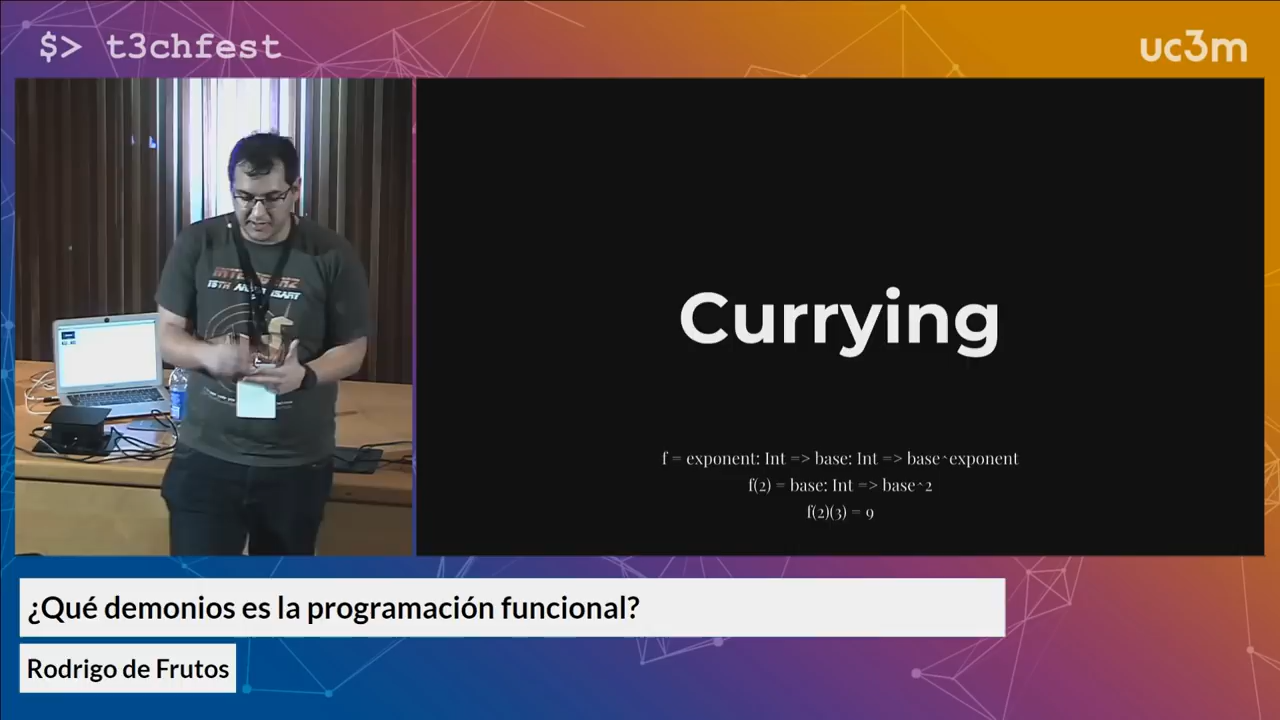 $> t3chfest
uc3m
15TH
Currying
f = exponent: Int => base: Int => base^exponent
f(2) = base: Int => base^2
f(2)(3) = 9
¿Qué demonios es la programación funcional?
Rodrigo de Frutos